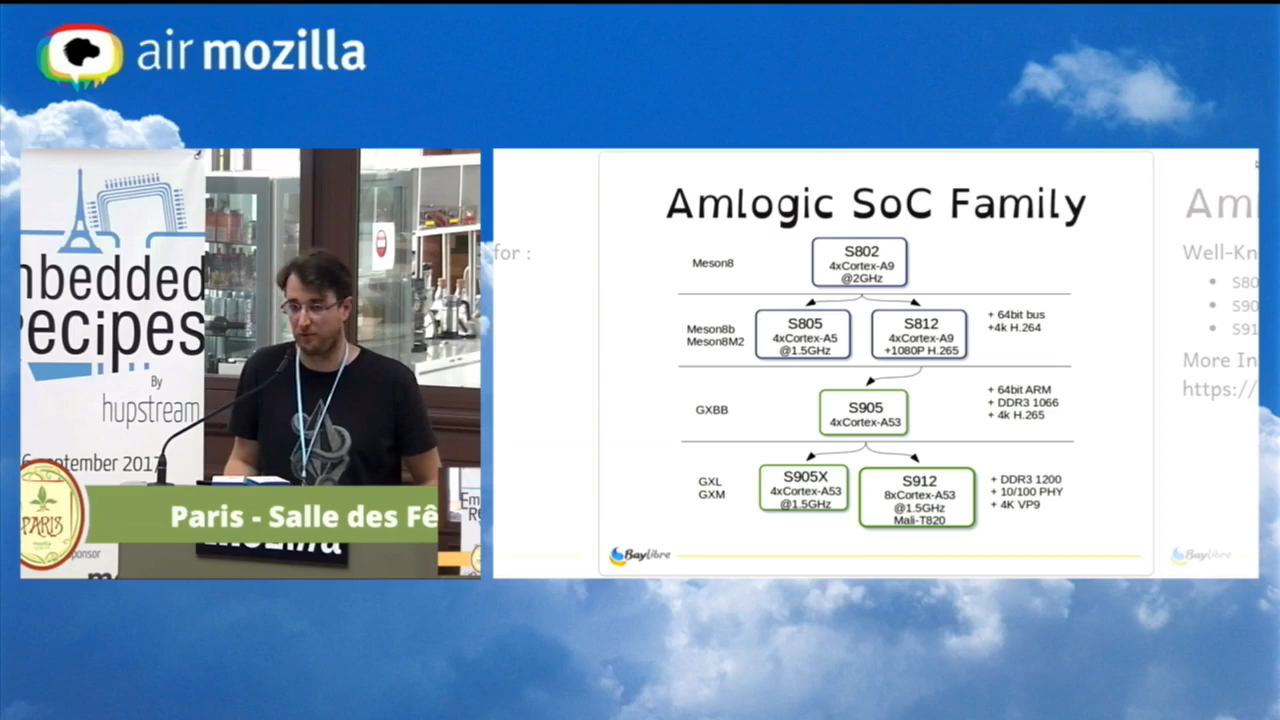 air mozilla
mbedded
ecipes
By
hupstream
September 2017
PARIS
mozilla
Paris - Salle des Fê
ponsor
for :
Amlogic SoC Family
Meson8
S802
4xCortex-A9
@2GHz
Meson8b
Meson8M2
S805
4xCortex-A5
@1.5GHz
S812
4xCortex-A9
+1080P H.265
+ 64bit bus
+4k H.264
GXBB
S905
4xCortex-A53
+ 64bit ARM
+ DDR3 1066
+ 4k H.265
GXL
GXM
S905X
4xCortex-A53
@1.5GHz
S912
8xCortex-A53
@1.5GHz
Mali-T820
+ DDR3 1200
+ 10/100 PHY
+ 4K VP9
BayLibre
Aml
Well-Kn
• S80
• S90
• S91
More In
https://
BayLibre